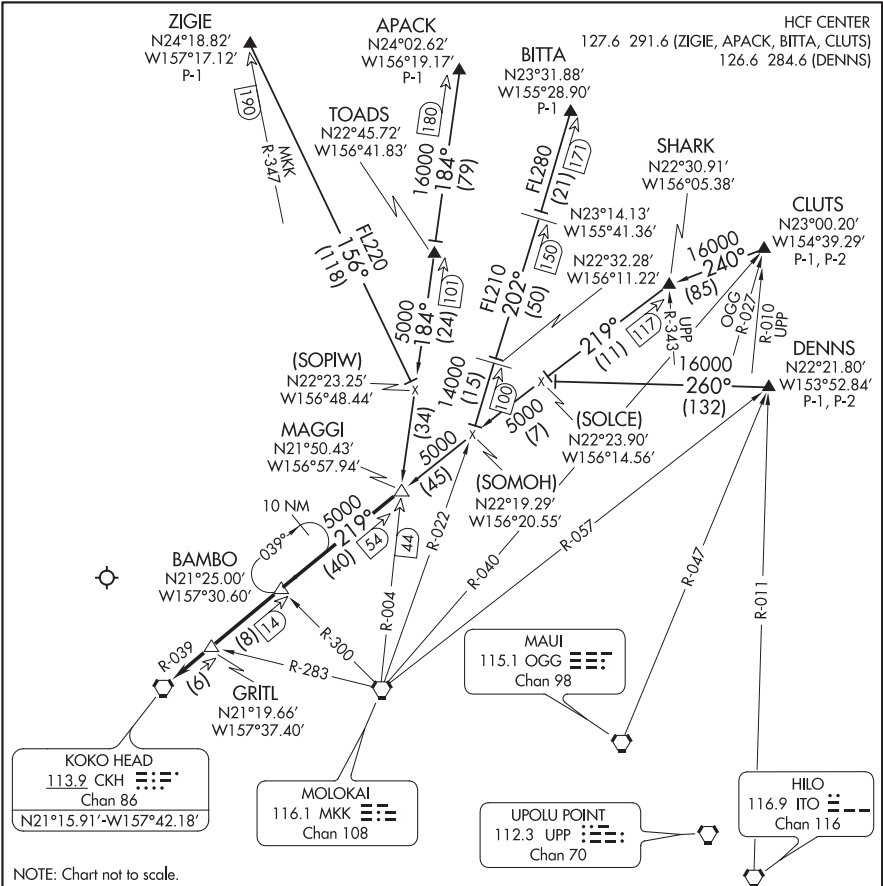 ZIGIE
N24°18.82'
W157°17.12'
P-1
APACK
N24°02.62'
W156°19.17'
P-1
BITTA
N23°31.88'
W155°28.90'
P-1
HCF CENTER
127.6 291.6 (ZIGIE, APACK, BITTA, CLUTS)
126.6 284.6 (DENNS)
TOADS
N22°45.72'
W156°41.83'
SHARK
N22°30.91'
W156°05.38'
CLUTS
N23°00.20'
W154°39.29'
P-1, P-2
190
MKK
R-347
FL220
156°
(118)
180
16000
184°
(79)
101
5000
184°
(24)
171
FL280
(21)
N23°14.13'
W155°41.36'
150
FL210
202°
(50)
N22°32.28'
W156°11.22'
16000
240°
(85)
OGG
R-027
R-010
UPP
UPP
R-343
117
219°
(11)
DENNS
N22°21.80'
W153°52.84'
P-1, P-2
16000
260°
(132)
(SOPIW)
N22°23.25'
W156°48.44'
14000
(15)
100
5000
(7)
(SOLCE)
N22°23.90'
W156°14.56'
(34)
MAGGI
N21°50.43'
W156°57.94'
5000
(45)
(SOMOH)
N22°19.29'
W156°20.55'
10 NM
039°
5000
219°
(40)
54
44
R-004
R-022
R-040
R-057
R-047
R-011
BAMBO
N21°25.00'
W157°30.60'
(8)
14
R-300
R-283
R-039
(6)
GRITL
N21°19.66'
W157°37.40'
MAUI
115.1 OGG
Chan 98
KOKO HEAD
113.9 CKH
Chan 86
N21°15.91'-W157°42.18'
MOLOKAI
116.1 MKK
Chan 108
UPOLU POINT
112.3 UPP
Chan 70
HILO
116.9 ITO
Chan 116
NOTE: Chart not to scale.